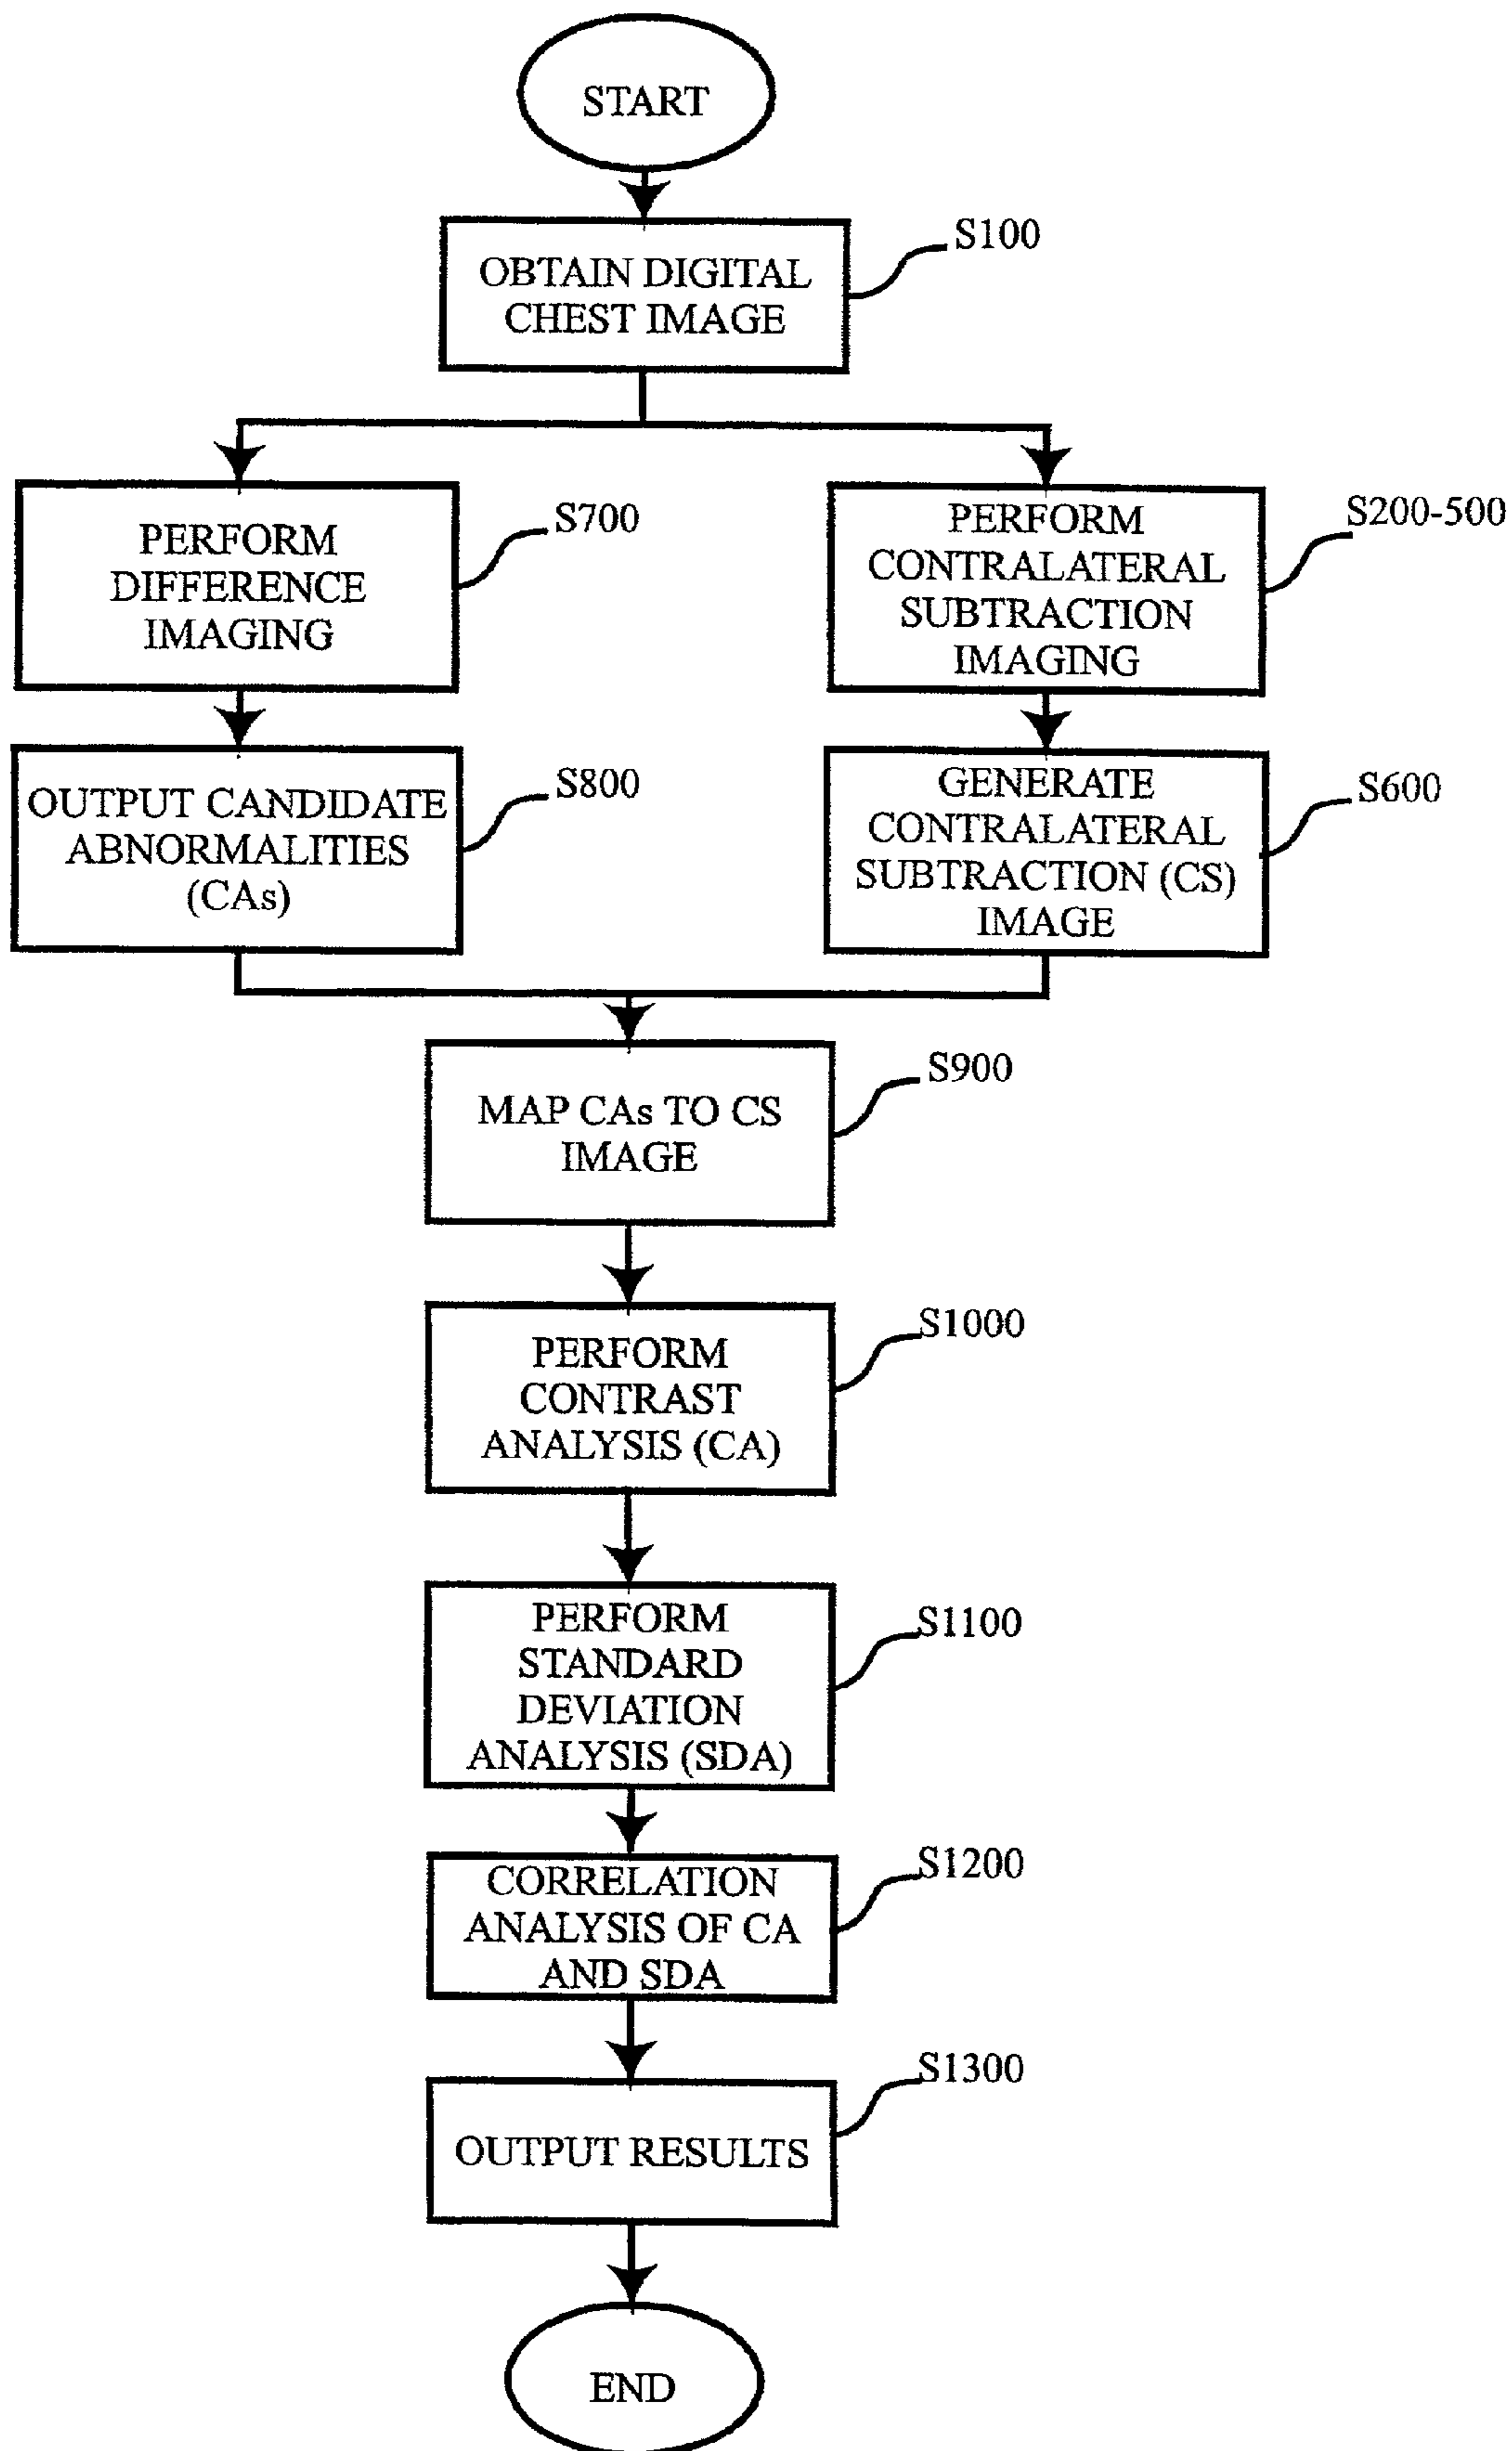 START
OBTAIN DIGITAL
CHEST IMAGE
S100
PERFORM
DIFFERENCE
IMAGING
S700
PERFORM
CONTRALATERAL
SUBTRACTION
IMAGING
S200-500
OUTPUT CANDIDATE
ABNORMALITIES
(CAs)
S800
GENERATE
CONTRALATERAL
SUBTRACTION (CS)
IMAGE
S600
MAP CAs TO CS
IMAGE
S900
PERFORM
CONTRAST
ANALYSIS (CA)
S1000
PERFORM
STANDARD
DEVIATION
ANALYSIS (SDA)
S1100
CORRELATION
ANALYSIS OF CA
AND SDA
S1200
OUTPUT RESULTS
S1300
END